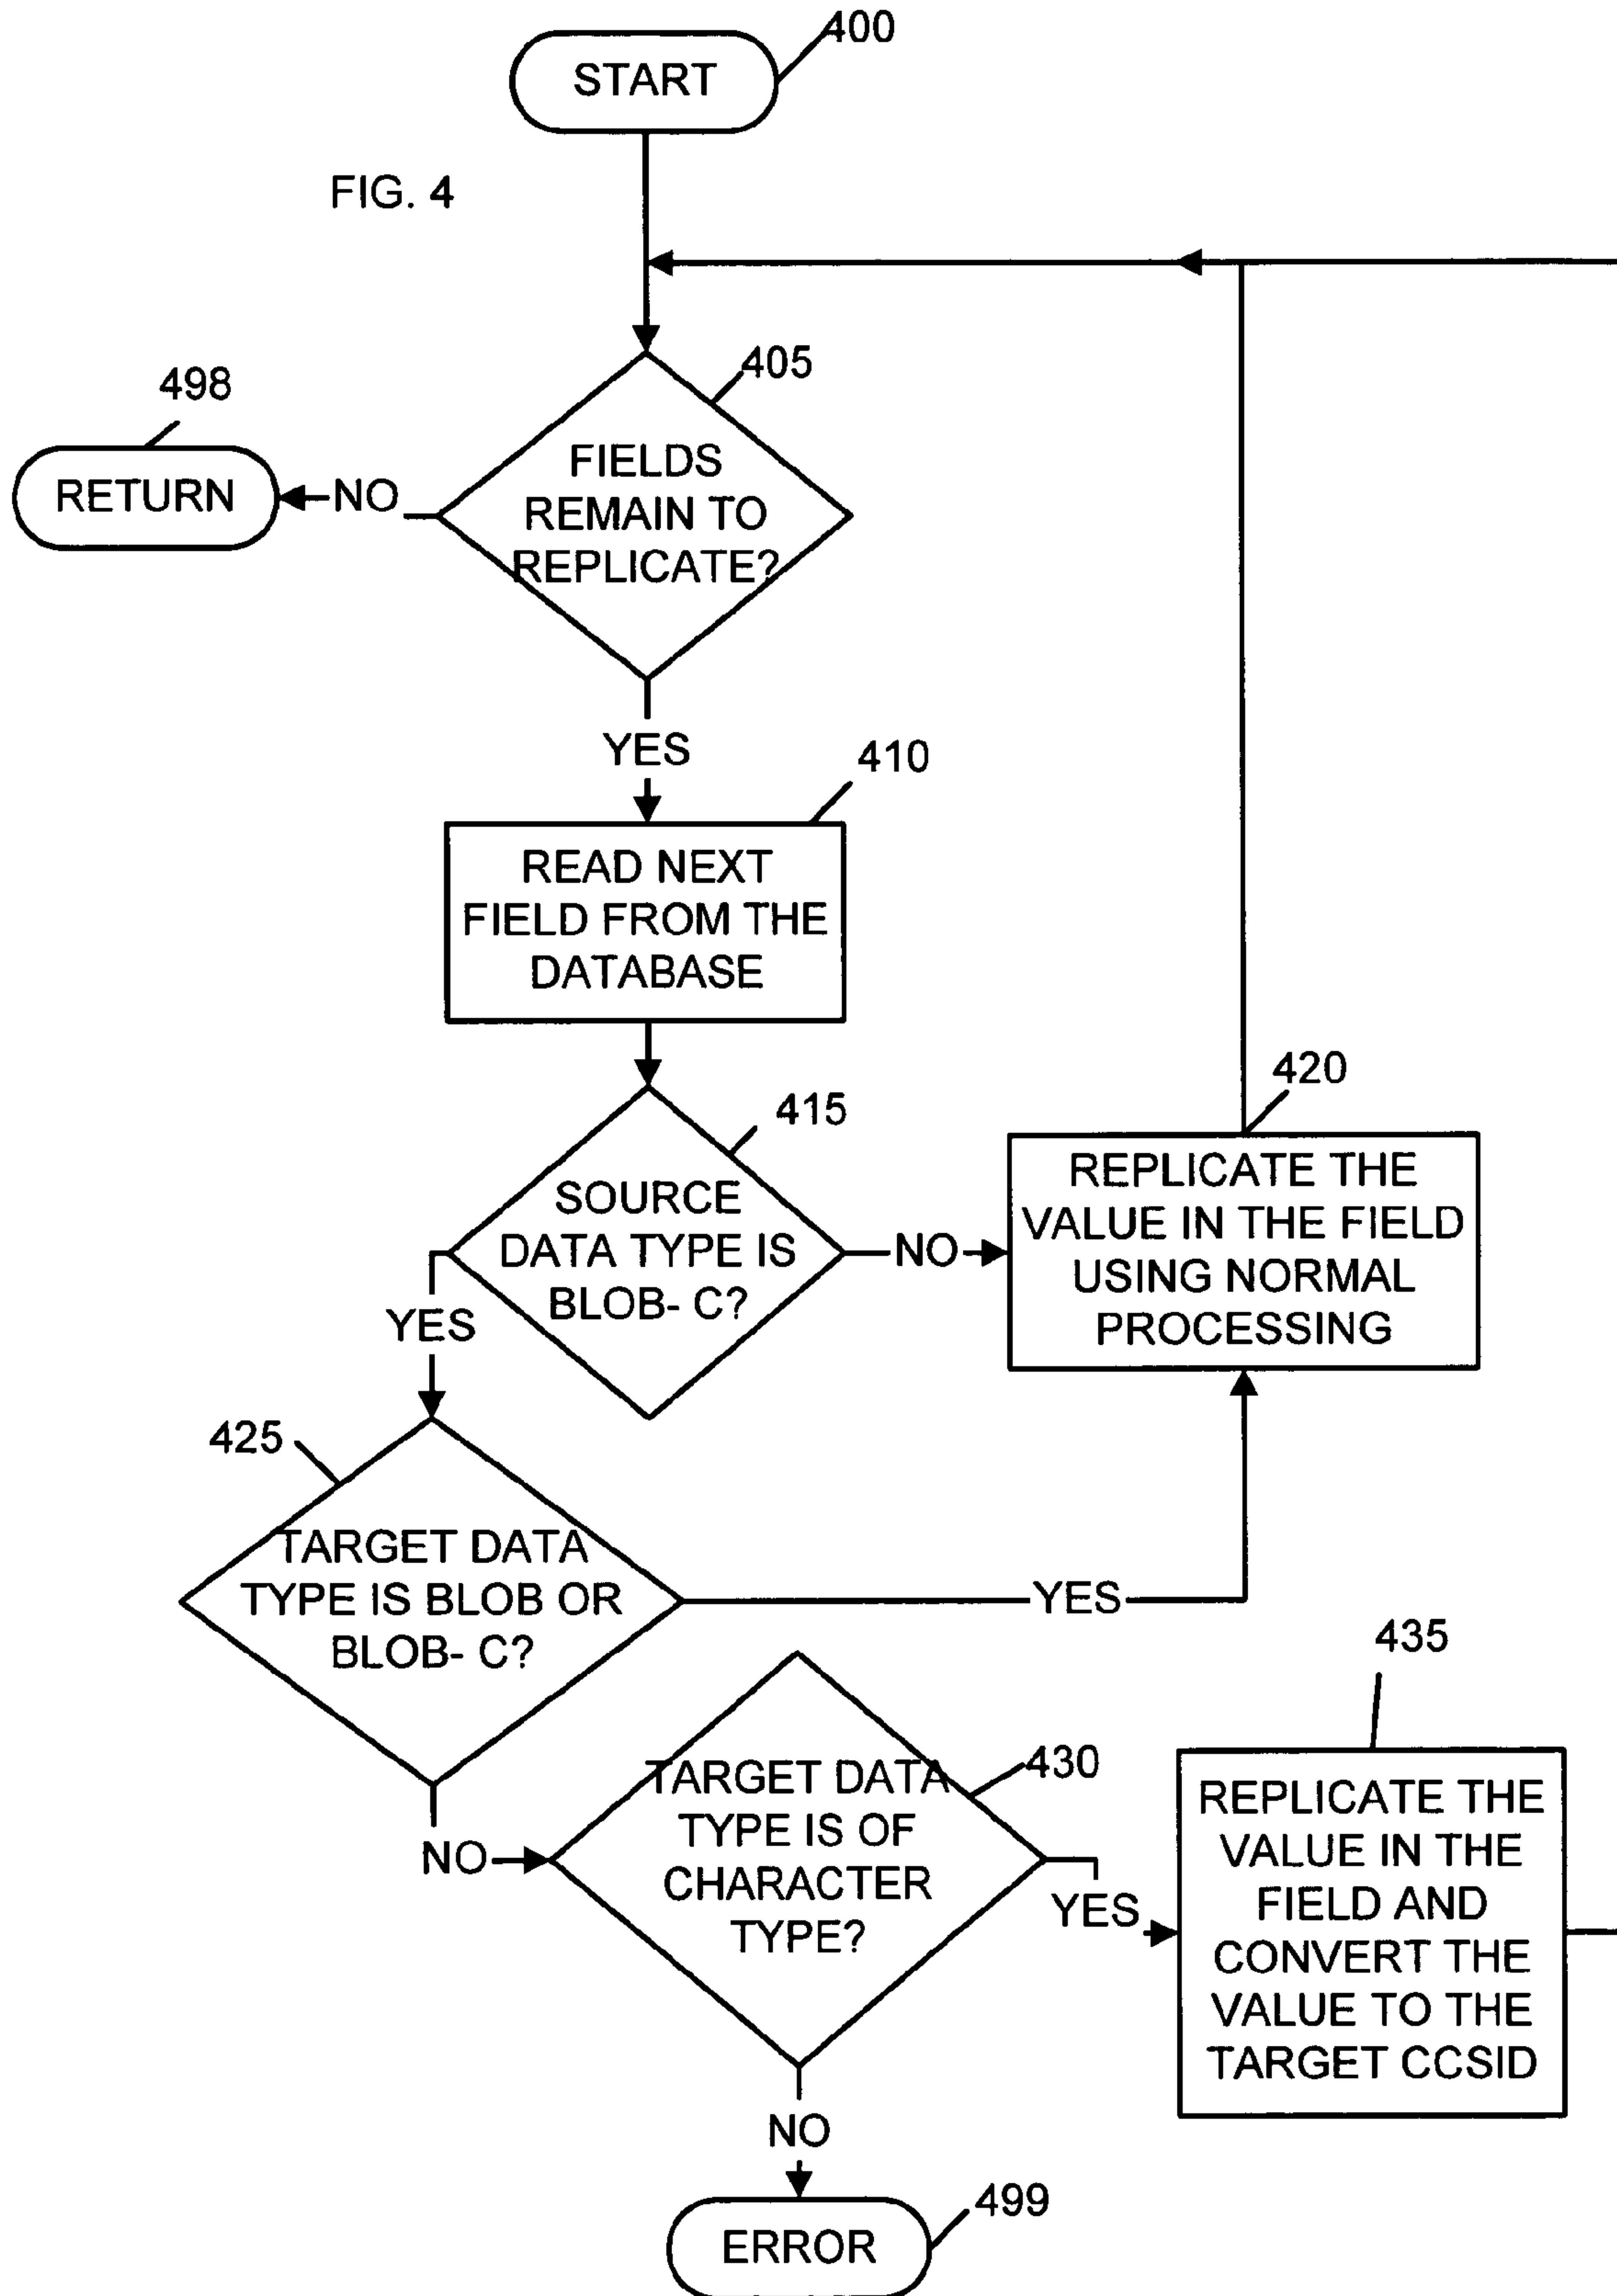 400
START
FIG. 4
405
498
FIELDS
REMAIN TO
REPLICATE?
RETURN
NO
YES
410
READ NEXT
FIELD FROM THE
DATABASE
415
420
SOURCE
DATA TYPE IS
BLOB- C?
NO
REPLICATE THE
VALUE IN THE FIELD
USING NORMAL
PROCESSING
YES
425
TARGET DATA
TYPE IS BLOB OR
BLOB- C?
YES
435
430
TARGET DATA
TYPE IS OF
CHARACTER
TYPE?
NO
YES
REPLICATE THE
VALUE IN THE
FIELD AND
CONVERT THE
VALUE TO THE
TARGET CCSID
NO
499
ERROR